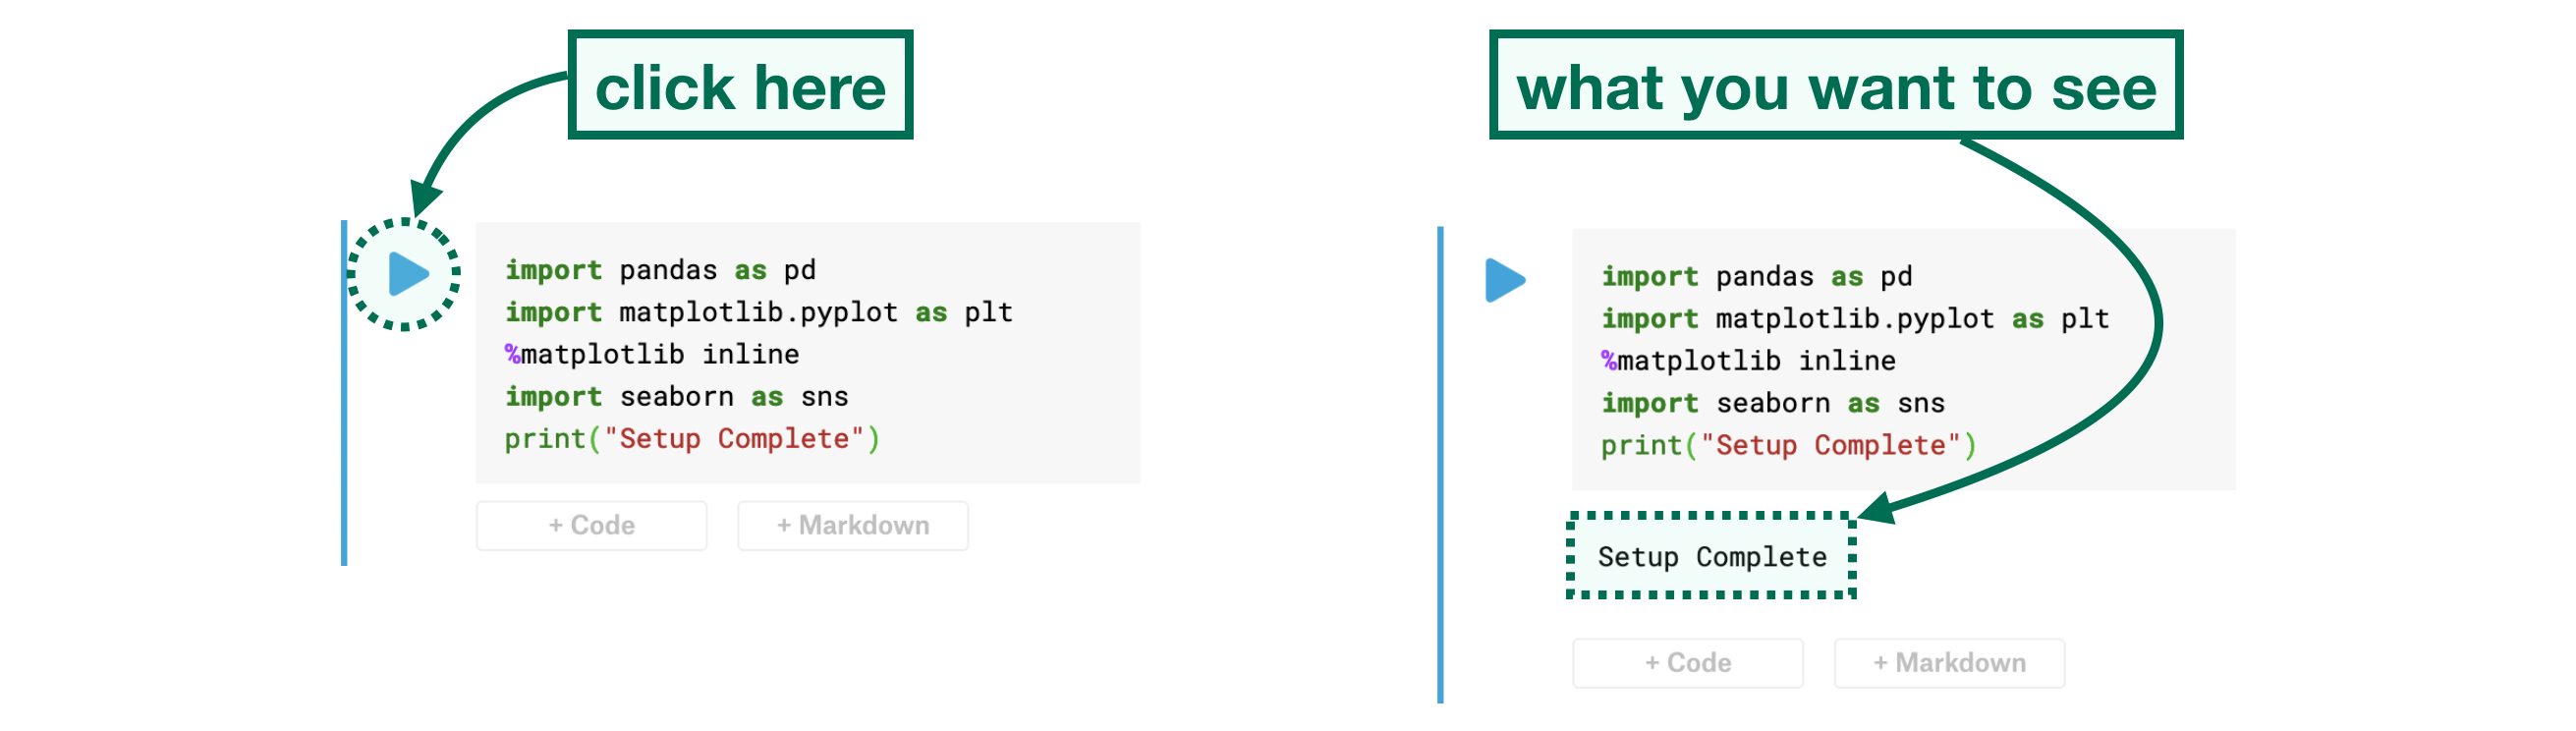 click here
import pandas as pd
import matplotlib.pyplot as plt
%matplotlib inline
import seaborn as sns
print("Setup Complete")
+ Code
+ Markdown
what you want to see
import pandas as pd
import matplotlib.pyplot as plt
%matplotlib inline
import seaborn as sns
print("Setup Complete")
Setup Complete
+ Code
+ Markdown